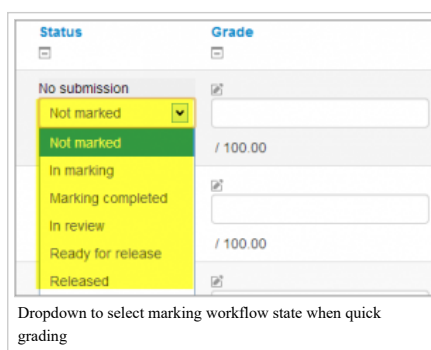 Status Grade
No submission
Not marked
Not marked
/ 100.00
In marking
Marking completed
In review
/ 100.00
Ready for release
Released
Dropdown to select marking workflow state when quick
grading